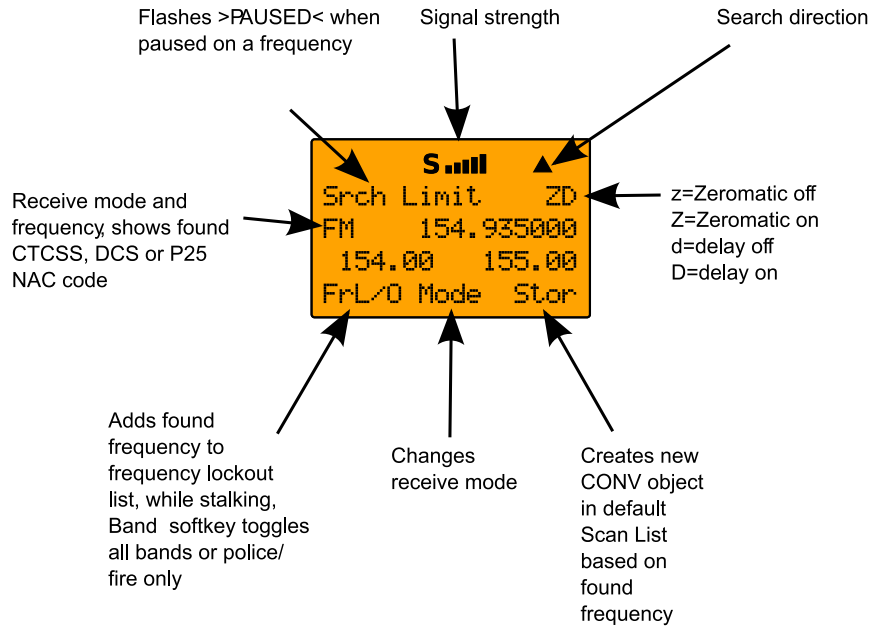 Flashes >PAUSED< when
paused on a frequency
Signal strength
Search direction
S
Srch Limit ZD
FM 154.935000
154.00 155.00
FrL/O Mode Stor
Receive mode and
frequency, shows found
CTCSS, DCS or P25
NAC code
z=Zeromatic off
Z=Zeromatic on
d=delay off
D=delay on
Adds found
frequency to
frequency lockout
list, while stalking,
Band softkey toggles
all bands or police/
fire only
Changes
receive mode
Creates new
CONV object
in default
Scan List
based on
found
frequency